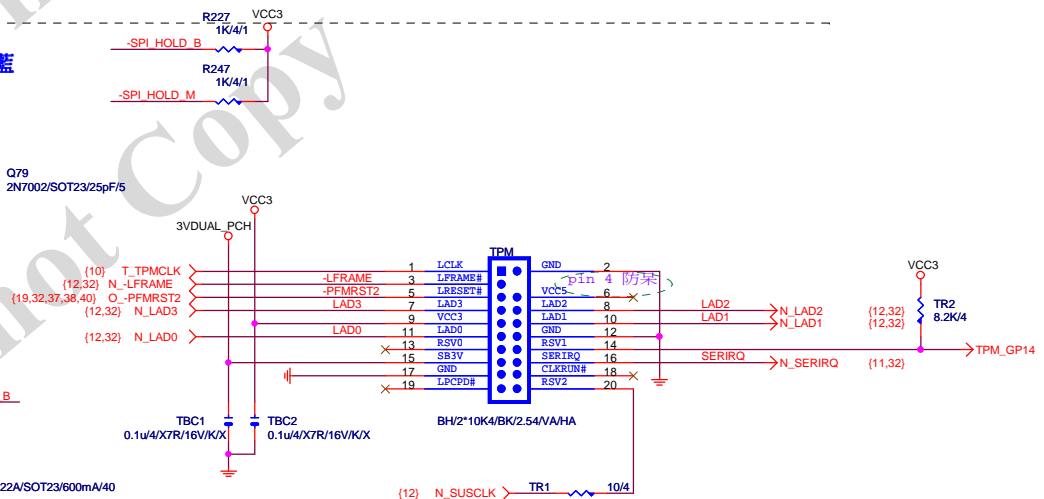 R227
VCC3
1K/4/1
-SPI_HOLD_B
藍
R247
1K/4/1
-SPI_HOLD_M
not Copy
Q79
2N7002/SOT23/25pF/5
VCC3
3VDUAL_PCH
TPM
{10} T_TPMCLK 1 LCLK GND 2
{12,32} N_-LFRAME -LFRAME 3 LFRAME# pin 4 防呆
{19,32,37,38,40} O_-PFMRST2 -PFMRST2 5 LRESET# VCC5 6
{12,32} N_LAD3 LAD3 7 LAD3 LAD2 8 LAD2 N_LAD2 {12,32}
9 VCC3 LAD1 10 LAD1 N_LAD1 {12,32}
{12,32} N_LAD0 LAD0 11 LAD0 GND 12
13 RSV0 RSV1 14 TPM_GP14
15 SB3V SERIRQ 16 SERIRQ N_SERIRQ {11,32}
17 GND CLKRUN# 18
19 LPCPD# RSV2 20
VCC3
TR2
8.2K/4
B
TBC1
0.1u/4/X7R/16V/K/X
TBC2
0.1u/4/X7R/16V/K/X
BH/2*10K4/BK/2.54/VA/HA
22A/SOT23/600mA/40
{12} N_SUSCLK TR1 10/4